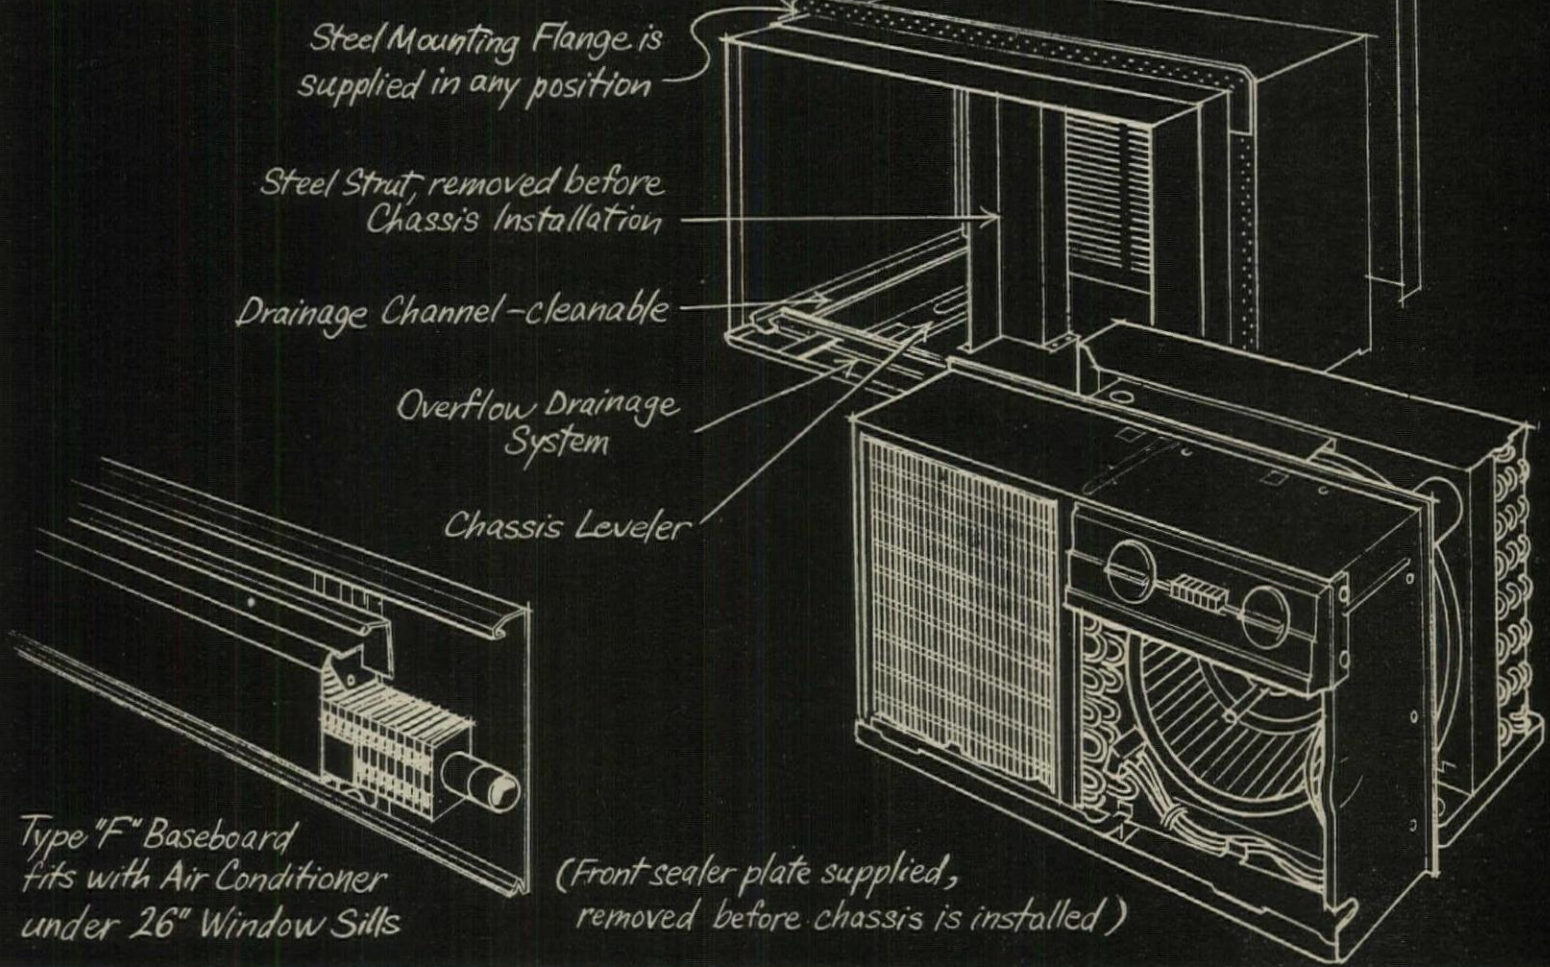 Steel Mounting Flange is
supplied in any position
Steel Strut, removed before
Chassis Installation
Drainage Channel-cleanable
Overflow Drainage
System
Chassis Leveler
Type "F" Baseboard
fits with Air Conditioner
under 26" Window Sills
(Front sealer plate supplied,
removed before chassis is installed)